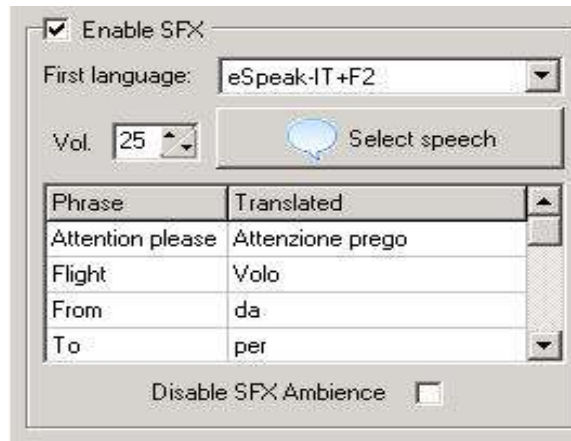 Enable SFX
First language: eSpeak-IT+F2
Vol. 25 Select speech
Phrase Translated
Attention please Attenzione prego
Flight Volo
From da
To per
Disable SFX Ambience